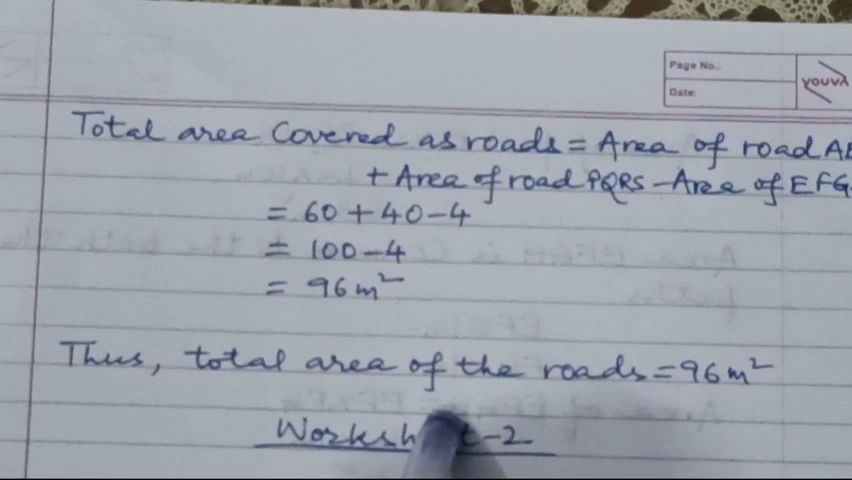 Page No.:
Date:
YOUVA
Total area Covered as roads = Area of road
+ Area of road PQRS - Area of EFG
= 60 + 40 - 4
= 100 - 4
= 96 m²
Thus, total area of the roads = 96 m²